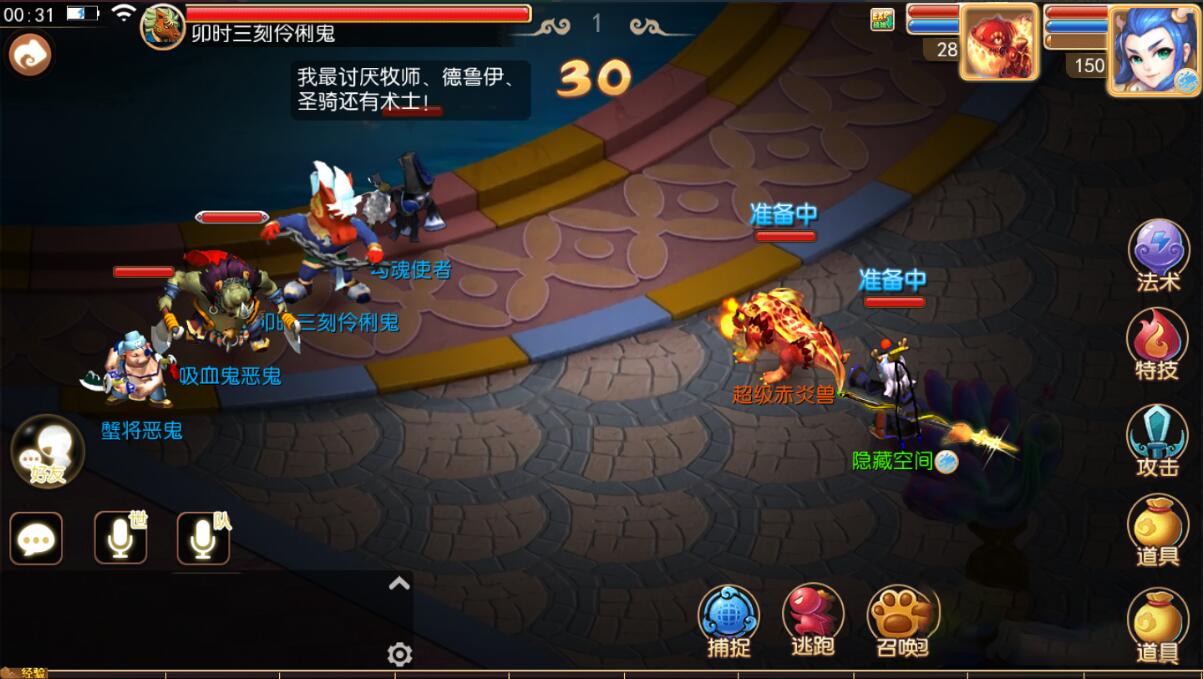 00:31
卯时三刻伶俐鬼
我最讨厌牧师、德鲁伊、
圣骑还有术士!
30
1
EXP
28
150
准备中
准备中
勾魂使者
卯时三刻伶俐鬼
吸血鬼恶鬼
蟹将恶鬼
超级赤炎兽
隐藏空间
法术
特技
攻击
道具
道具
好友
世
队
捕捉
逃跑
召唤
经验